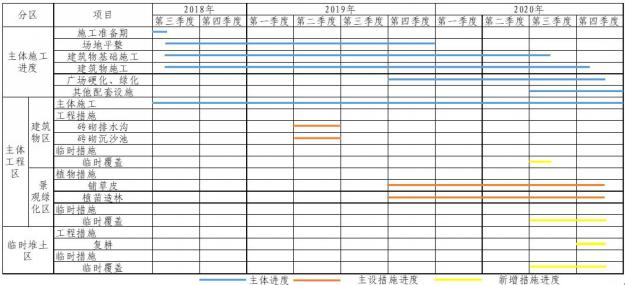 分区 项目 2018年 2019年 2020年
第三季度 第四季度 第一季度 第二季度 第三季度 第四季度 第一季度 第二季度 第三季度 第四季度
主体施工进度
施工准备期
场地平整
建筑物基础施工
建筑物施工
广场硬化、绿化
其他配套设施
主体工程区
建筑物区
主体施工
工程措施
砖砌排水沟
砖砌沉沙池
临时措施
临时覆盖
景观绿化区
植物措施
铺草皮
植苗造林
临时措施
临时覆盖
临时堆土区
工程措施
复耕
临时措施
临时覆盖
主体进度 主设措施进度 新增措施进度